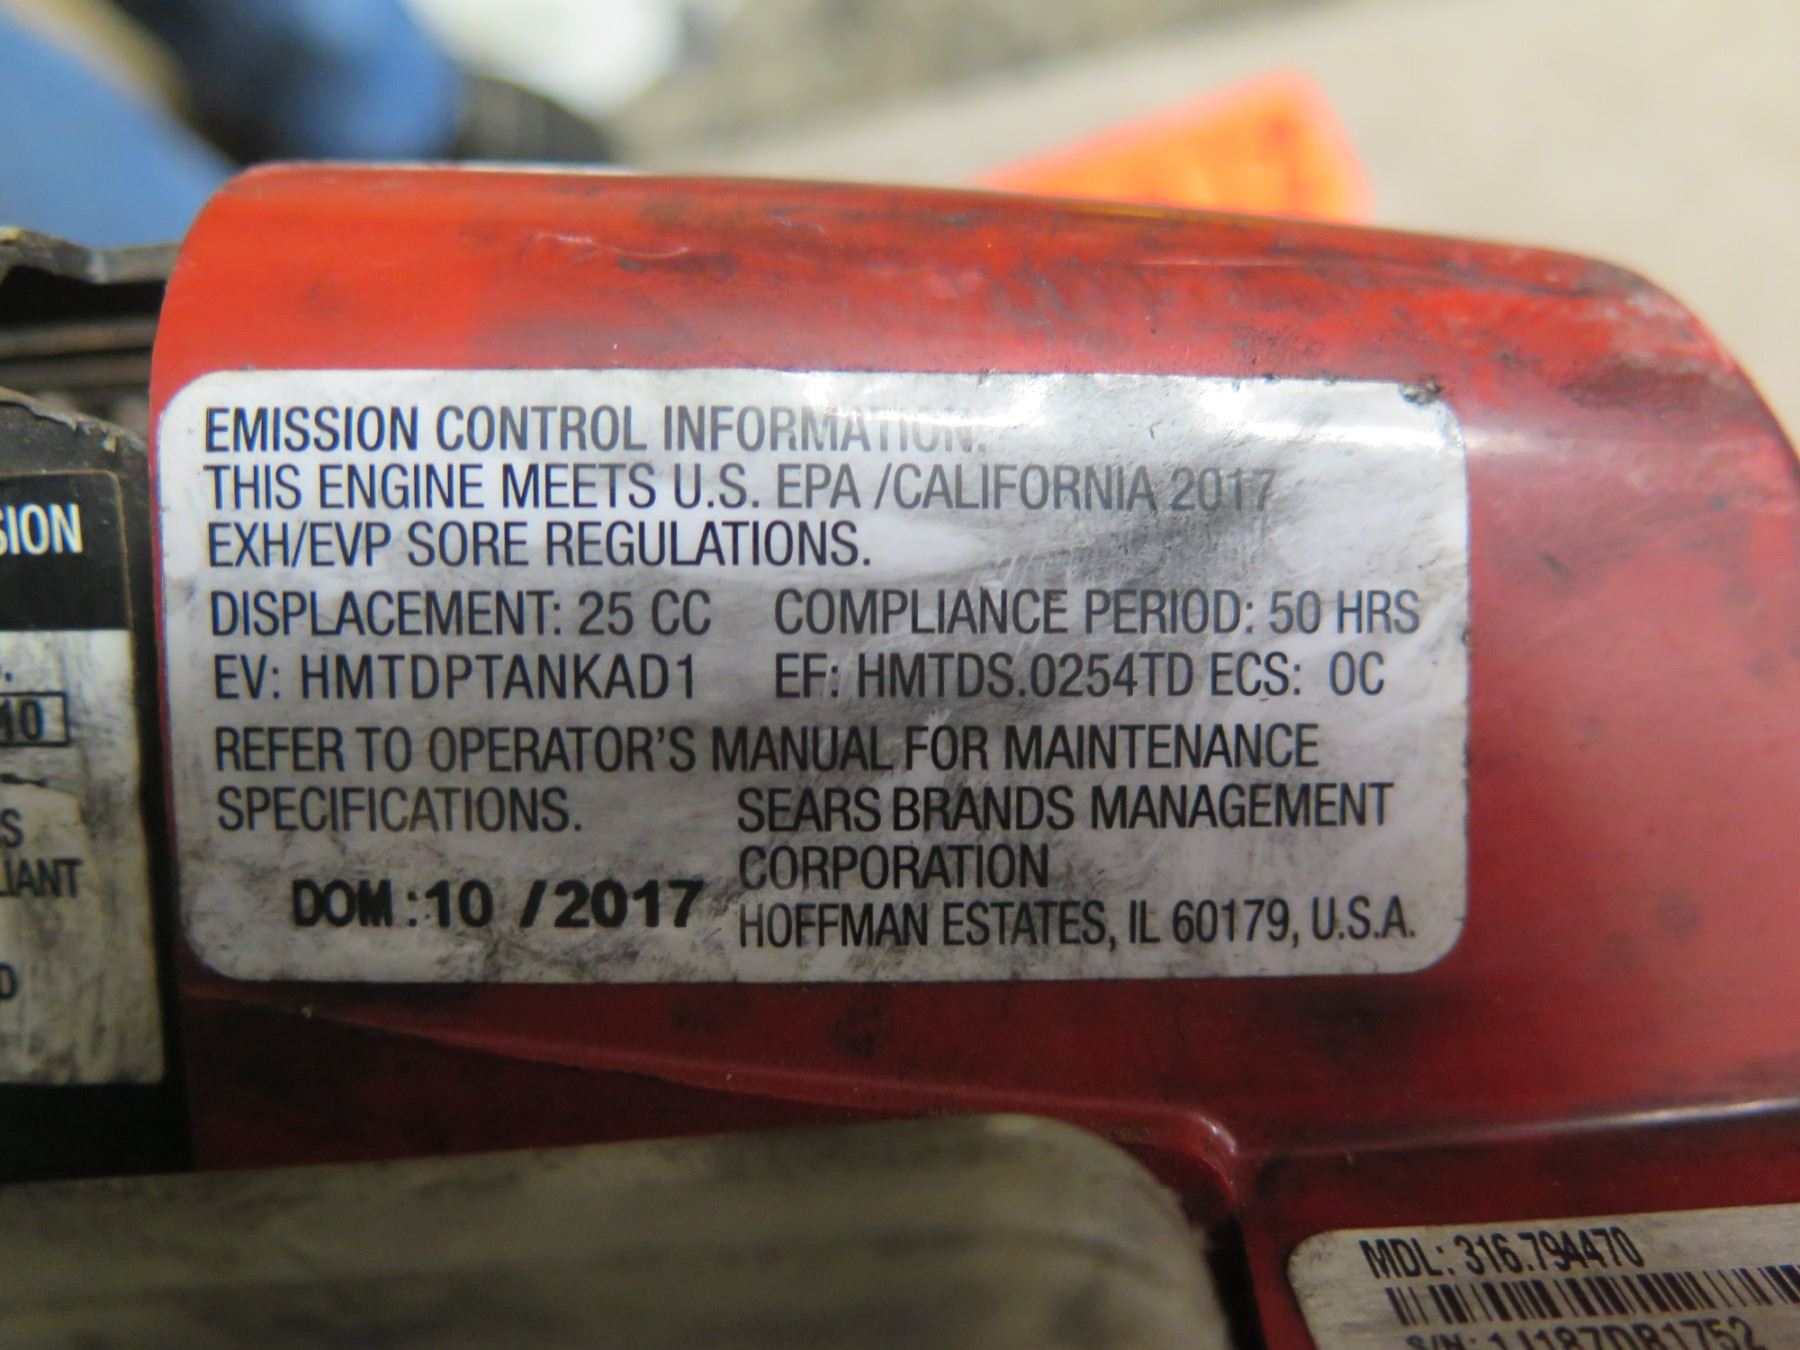 EMISSION CONTROL INFORMATION:
THIS ENGINE MEETS U.S. EPA /CALIFORNIA 2017
EXH/EVP SORE REGULATIONS.
DISPLACEMENT: 25 CC COMPLIANCE PERIOD: 50 HRS
EV: HMTDPTANKAD1 EF: HMTDS.0254TD ECS: OC
REFER TO OPERATOR'S MANUAL FOR MAINTENANCE
SPECIFICATIONS. SEARS BRANDS MANAGEMENT
CORPORATION
DOM:10 /2017 HOFFMAN ESTATES, IL 60179, U.S.A.
SION
10
S
IANT
D
MDL: 316.794470
S/N: